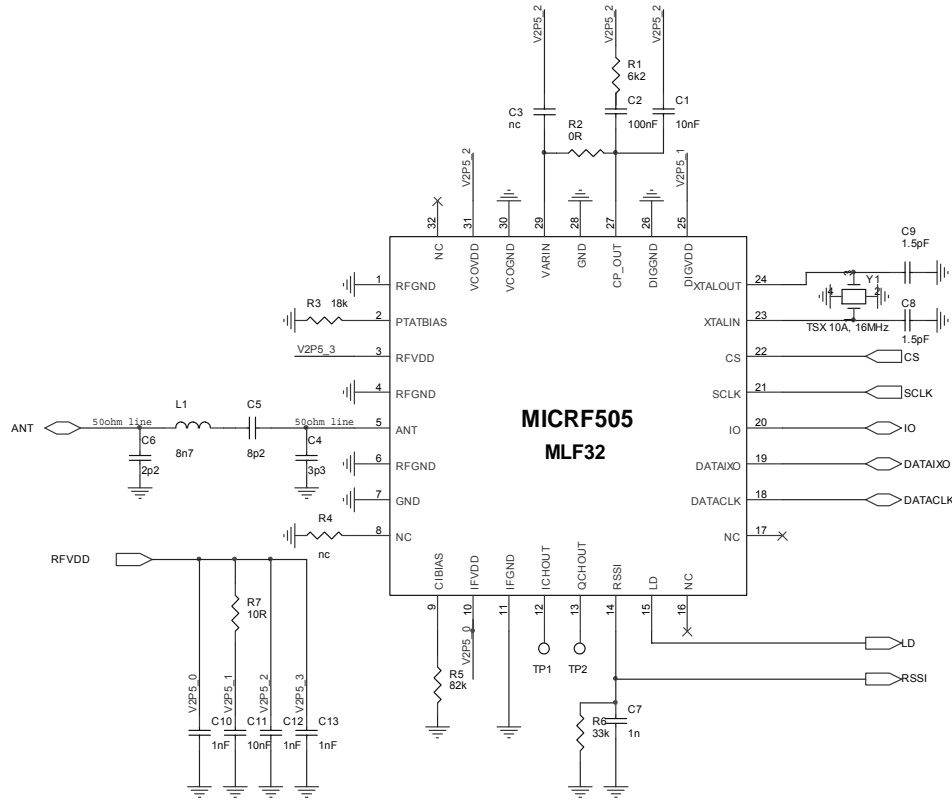 V2P5_2
V2P5_2
V2P5_2
R1
6k2
C3
nc
C2
100nF
C1
10nF
R2
0R
V2P5_2
V2P5_1
32
31
30
29
28
27
26
25
NC
VCOVDD
VCOGND
VARIN
GND
CP_OUT
DIGGND
DIGVDD
C9
1.5pF
1
RFGND
XTALOUT
24
3
Y1
4
2
R3 18k
2
PTATBIAS
XTALIN
23
1
C8
TSX 10A, 16MHz
1.5pF
V2P5_3
3
RFVDD
CS
22
CS
4
RFGND
SCLK
21
SCLK
MICRF505
MLF32
ANT
50ohm line
L1
8n7
C5
8p2
50ohm line
5
ANT
IO
20
IO
C6
2p2
C4
3p3
6
RFGND
DATAIXO
19
DATAIXO
7
GND
DATACLK
18
DATACLK
R4
nc
8
NC
NC
17
RFVDD
CIBIAS
IFVDD
IFGND
ICHOUT
QCHOUT
RSSI
LD
NC
9
10
11
12
13
14
15
16
R7
10R
V2P5_0
LD
R5
82k
TP1
TP2
RSSI
V2P5_0
V2P5_1
V2P5_2
V2P5_3
C10
1nF
C11
10nF
C12
1nF
C13
1nF
R6
33k
C7
1n